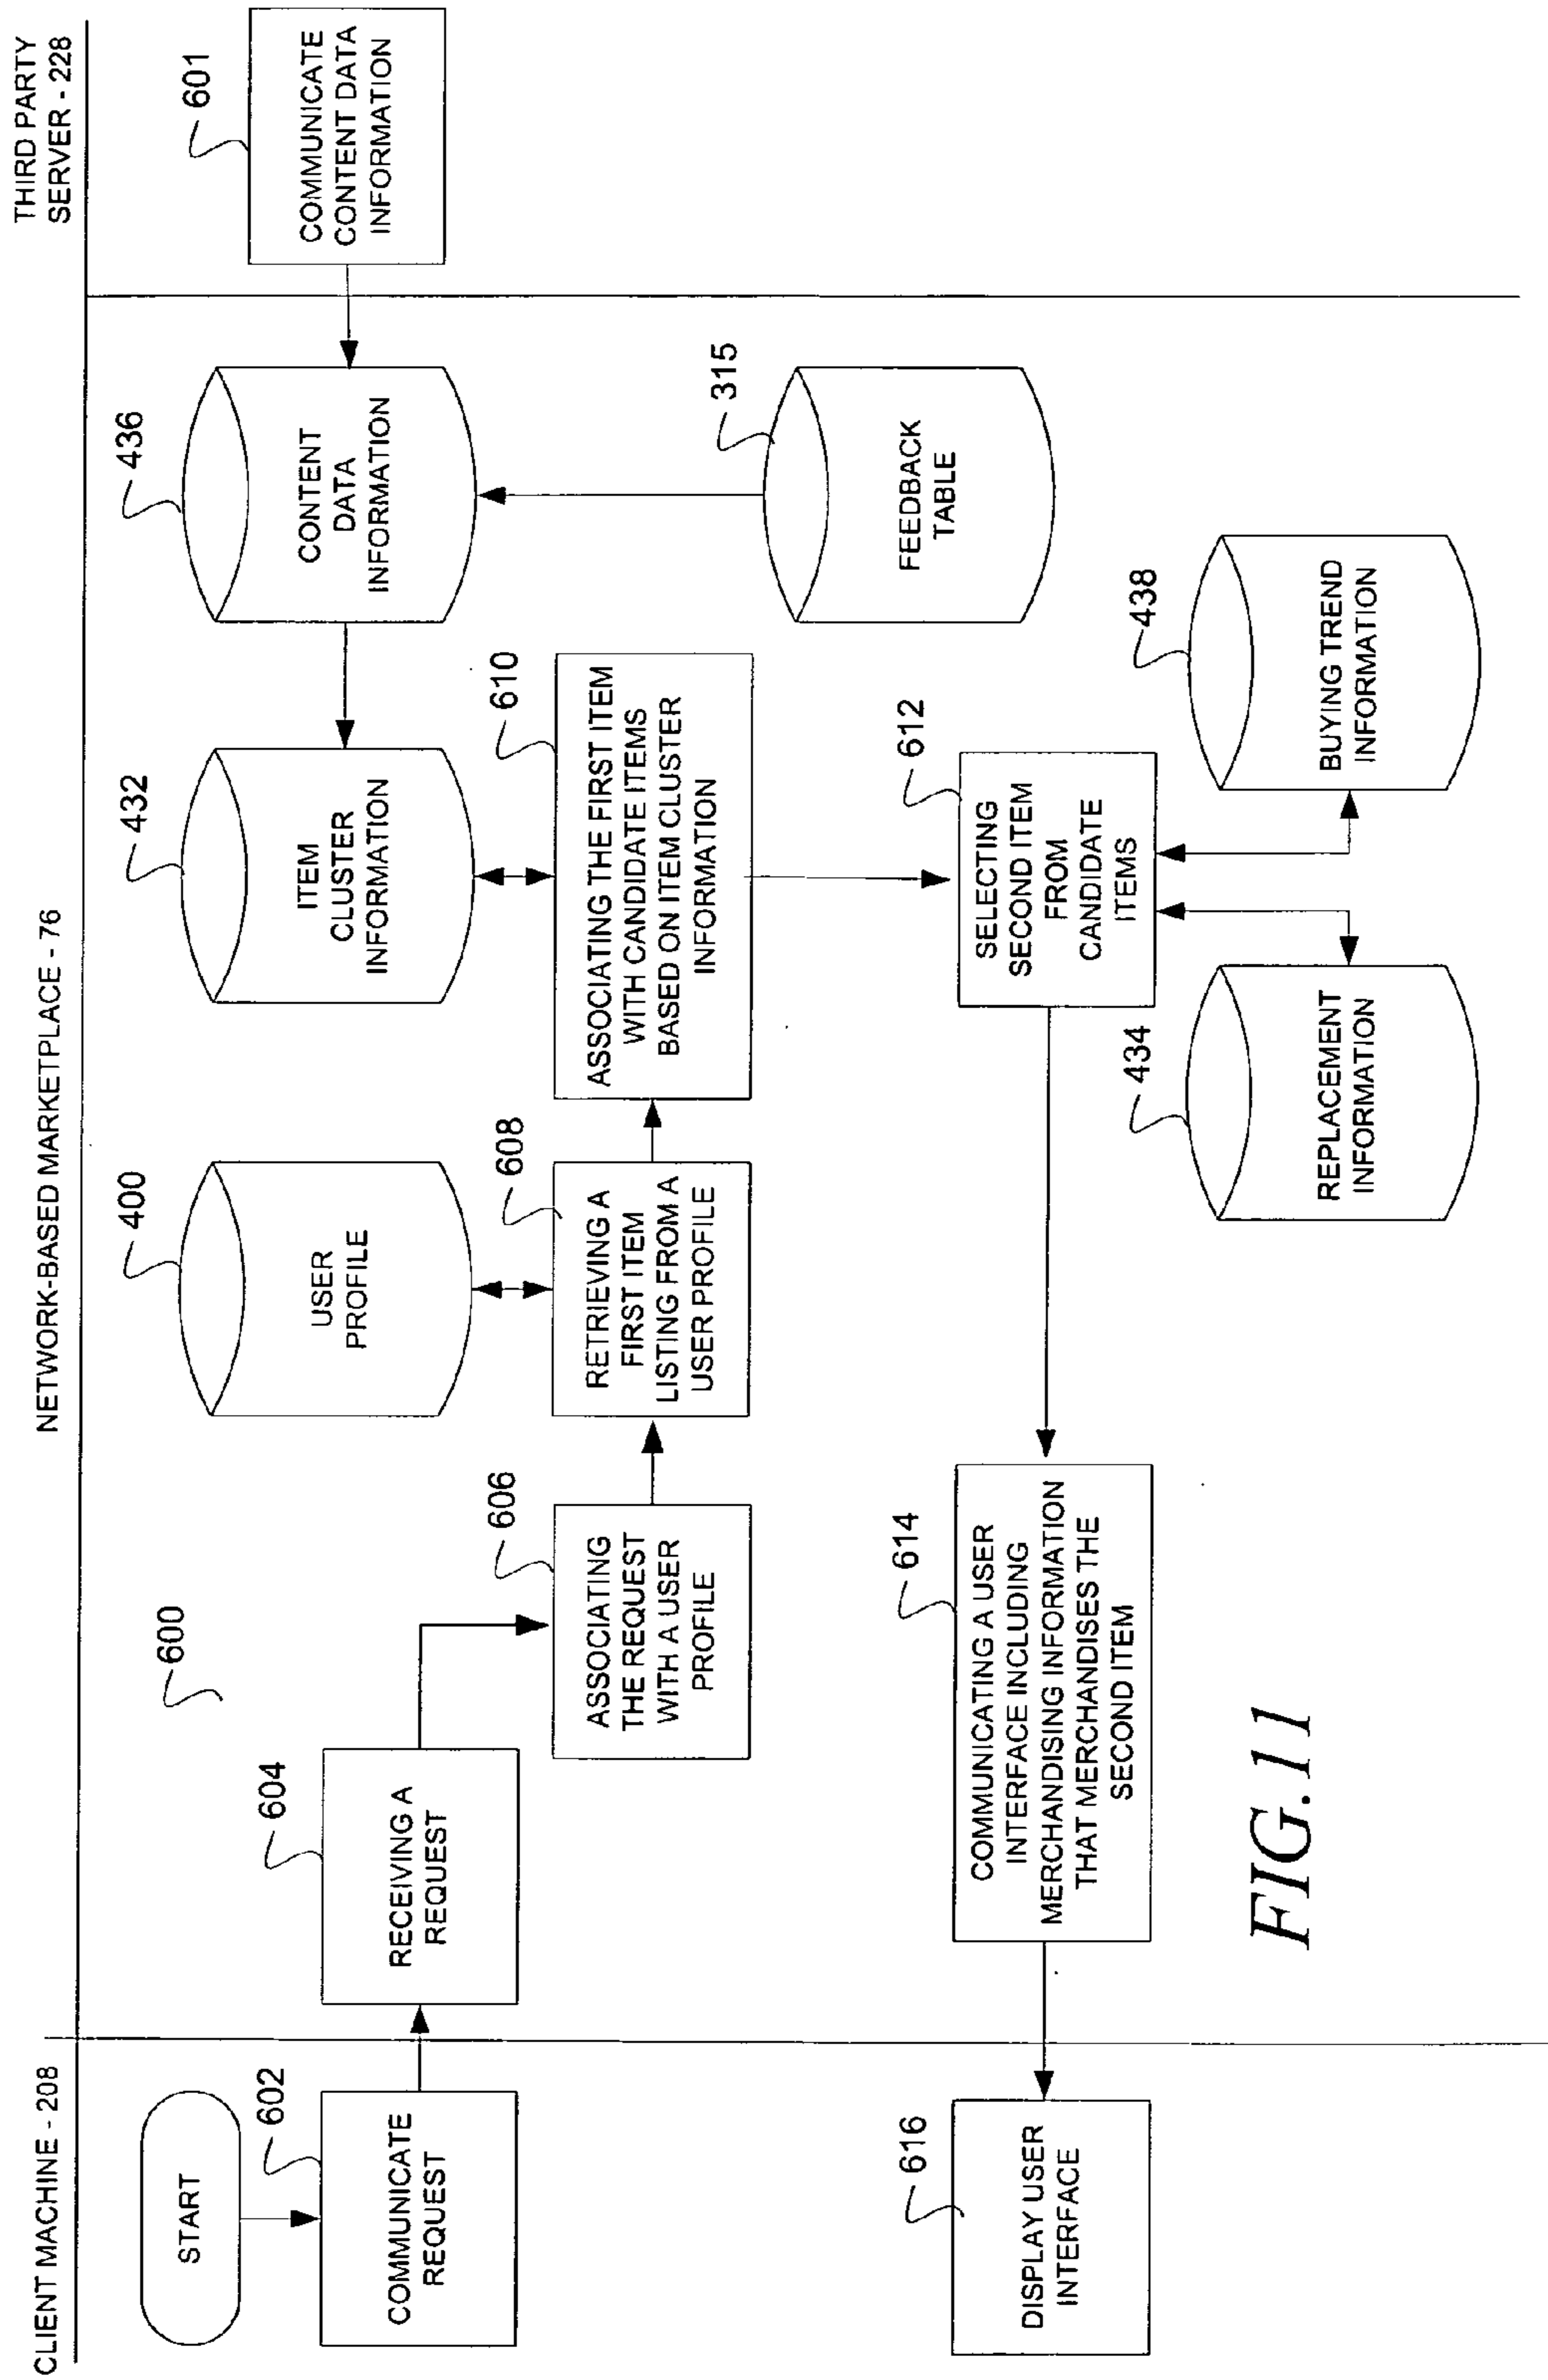 CLIENT MACHINE - 208
NETWORK-BASED MARKETPLACE - 76
THIRD PARTY
SERVER - 228
START
602
COMMUNICATE
REQUEST
604
RECEIVING A
REQUEST
600
606
ASSOCIATING
THE REQUEST
WITH A USER
PROFILE
400
USER
PROFILE
608
RETRIEVING A
FIRST ITEM
LISTING FROM A
USER PROFILE
432
ITEM
CLUSTER
INFORMATION
610
ASSOCIATING THE FIRST ITEM
WITH CANDIDATE ITEMS
BASED ON ITEM CLUSTER
INFORMATION
436
CONTENT
DATA
INFORMATION
601
COMMUNICATE
CONTENT DATA
INFORMATION
315
FEEDBACK
TABLE
612
SELECTING
SECOND ITEM
FROM
CANDIDATE
ITEMS
434
REPLACEMENT
INFORMATION
438
BUYING TREND
INFORMATION
614
COMMUNICATING A USER
INTERFACE INCLUDING
MERCHANDISING INFORMATION
THAT MERCHANDISES THE
SECOND ITEM
616
DISPLAY USER
INTERFACE
FIG.11